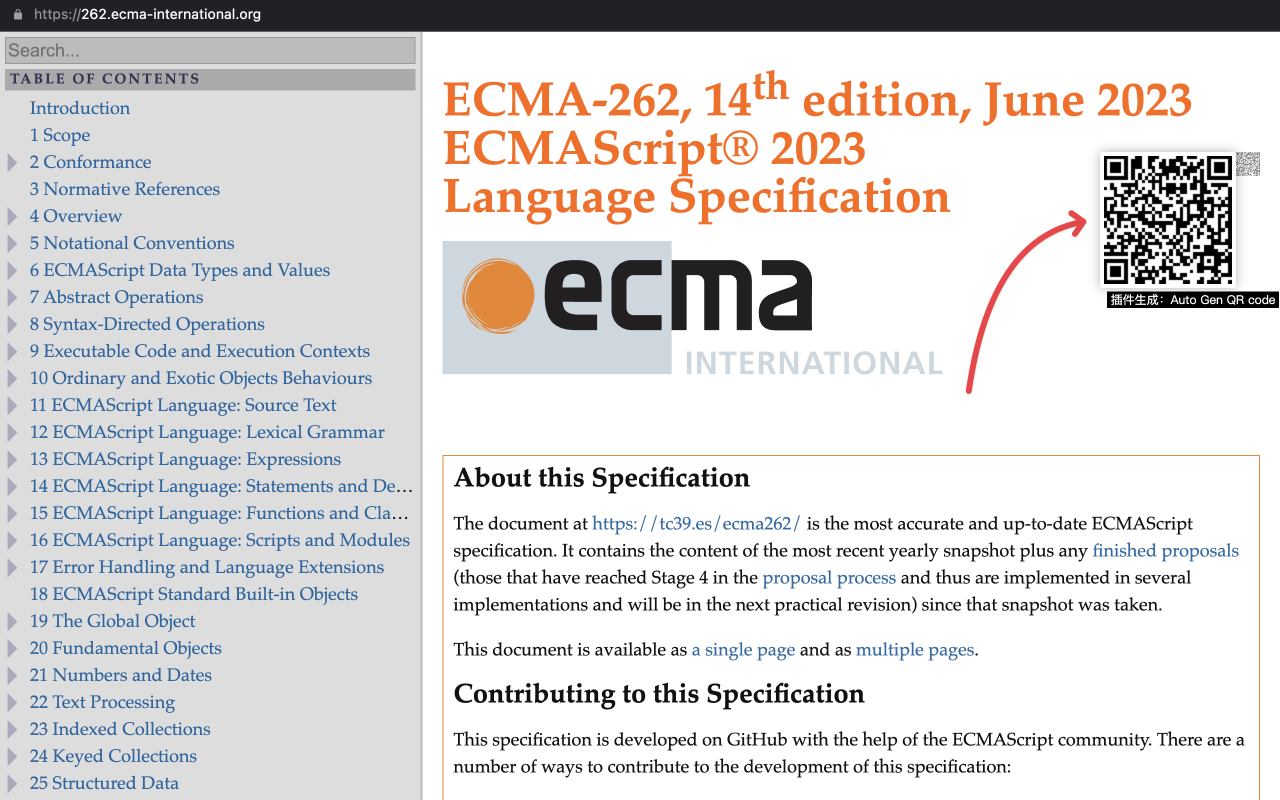 https://262.ecma-international.org
Search...
TABLE OF CONTENTS
Introduction
1 Scope
2 Conformance
3 Normative References
4 Overview
5 Notational Conventions
6 ECMAScript Data Types and Values
7 Abstract Operations
8 Syntax-Directed Operations
9 Executable Code and Execution Contexts
10 Ordinary and Exotic Objects Behaviours
11 ECMAScript Language: Source Text
12 ECMAScript Language: Lexical Grammar
13 ECMAScript Language: Expressions
14 ECMAScript Language: Statements and De...
15 ECMAScript Language: Functions and Cla...
16 ECMAScript Language: Scripts and Modules
17 Error Handling and Language Extensions
18 ECMAScript Standard Built-in Objects
19 The Global Object
20 Fundamental Objects
21 Numbers and Dates
22 Text Processing
23 Indexed Collections
24 Keyed Collections
25 Structured Data
ECMA-262, 14th edition, June 2023
ECMAScript® 2023
Language Specification
ecma
INTERNATIONAL
插件生成：Auto Gen QR code
About this Specification
The document at https://tc39.es/ecma262/ is the most accurate and up-to-date ECMAScript
specification. It contains the content of the most recent yearly snapshot plus any finished proposals
(those that have reached Stage 4 in the proposal process and thus are implemented in several
implementations and will be in the next practical revision) since that snapshot was taken.
This document is available as a single page and as multiple pages.
Contributing to this Specification
This specification is developed on GitHub with the help of the ECMAScript community. There are a
number of ways to contribute to the development of this specification: